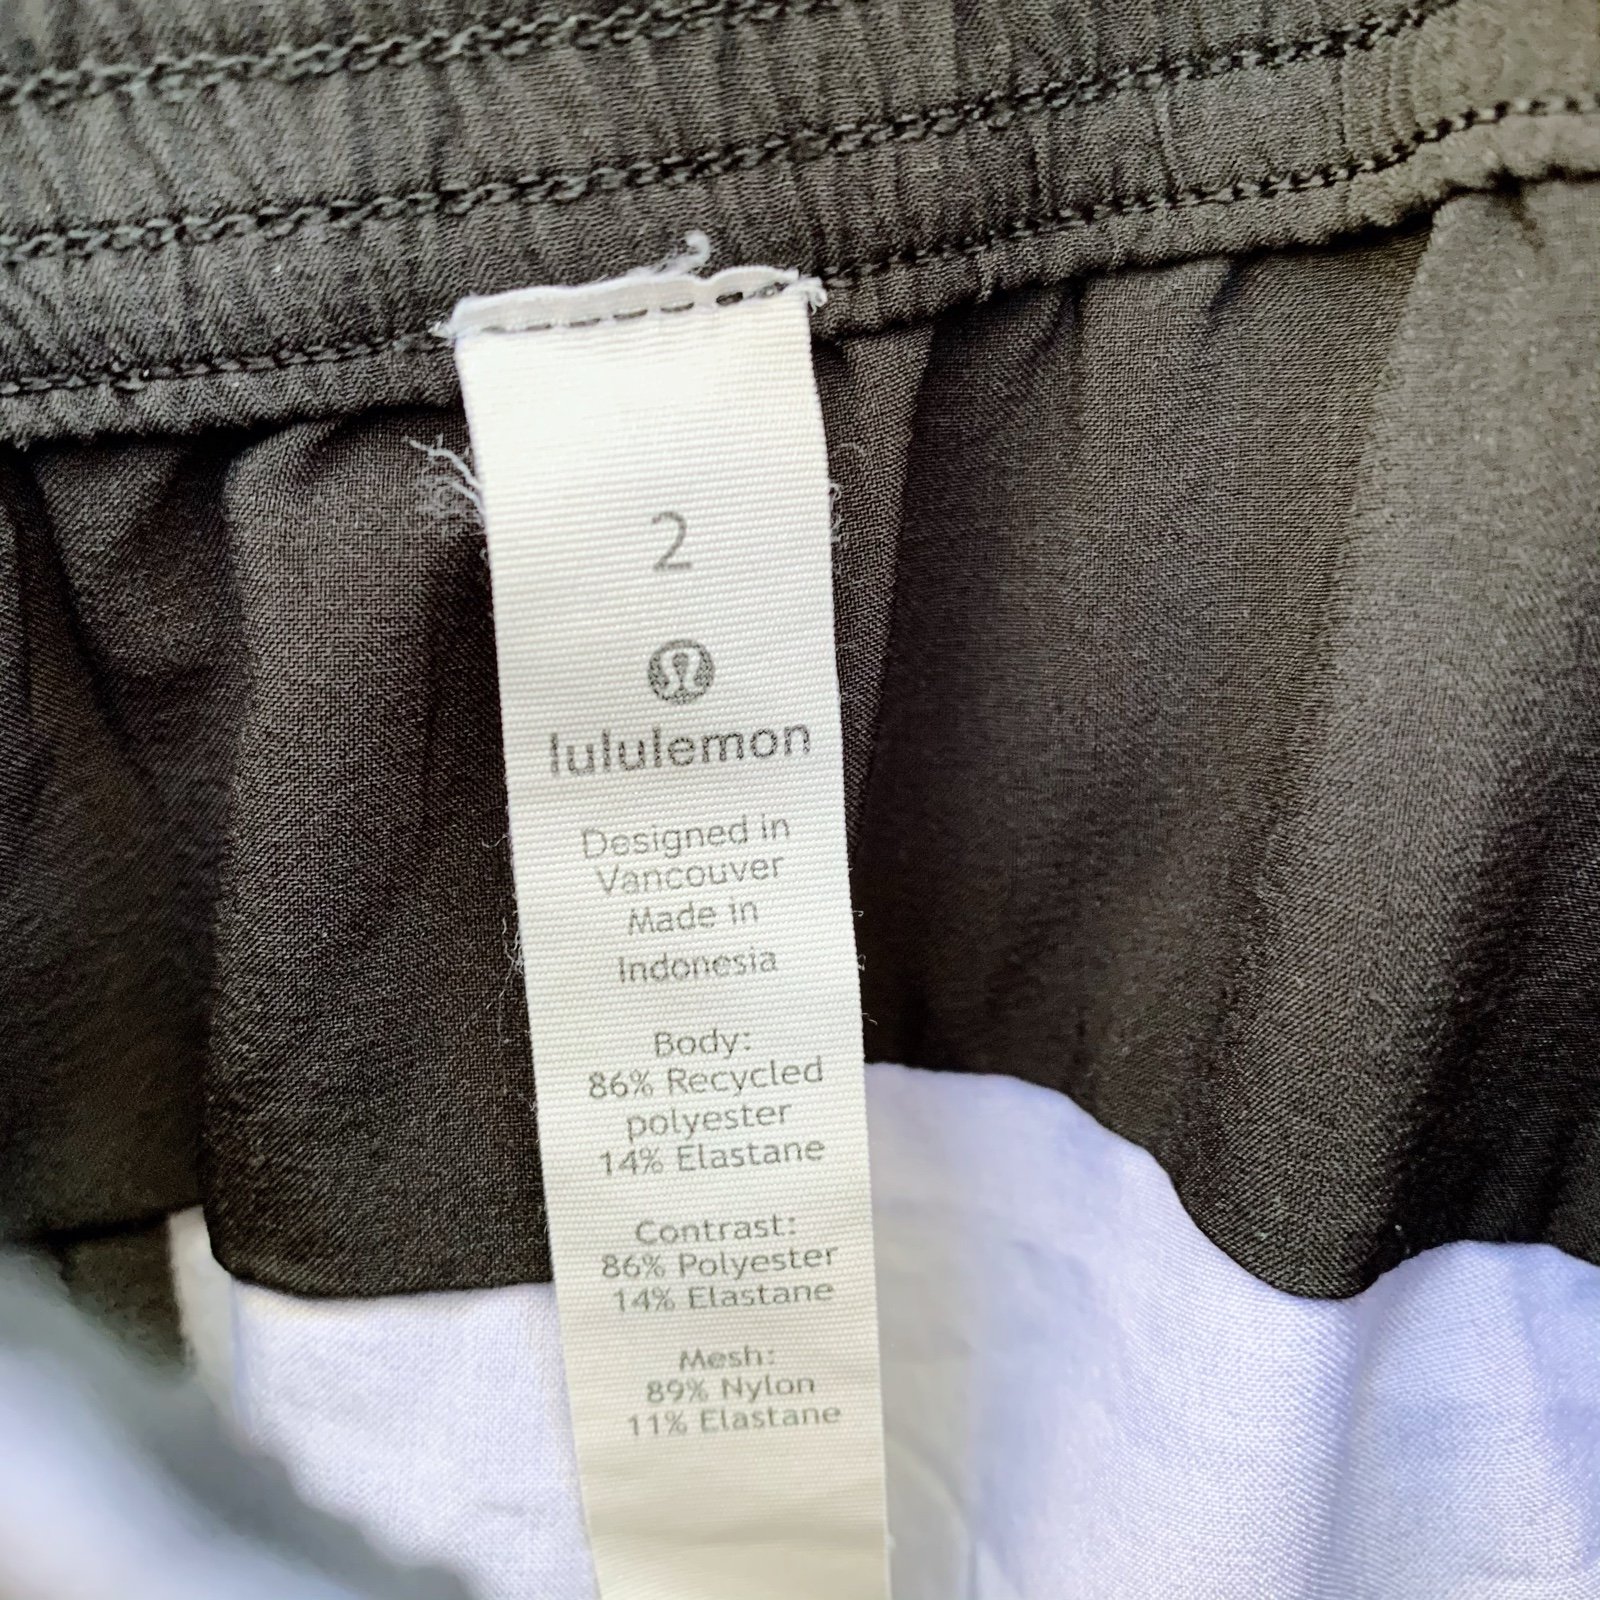 2
lululemon
Designed in
Vancouver
Made in
Indonesia
Body:
86% Recycled
polyester
14% Elastane
Contrast:
86% Polyester
14% Elastane
Mesh:
89% Nylon
11% Elastane